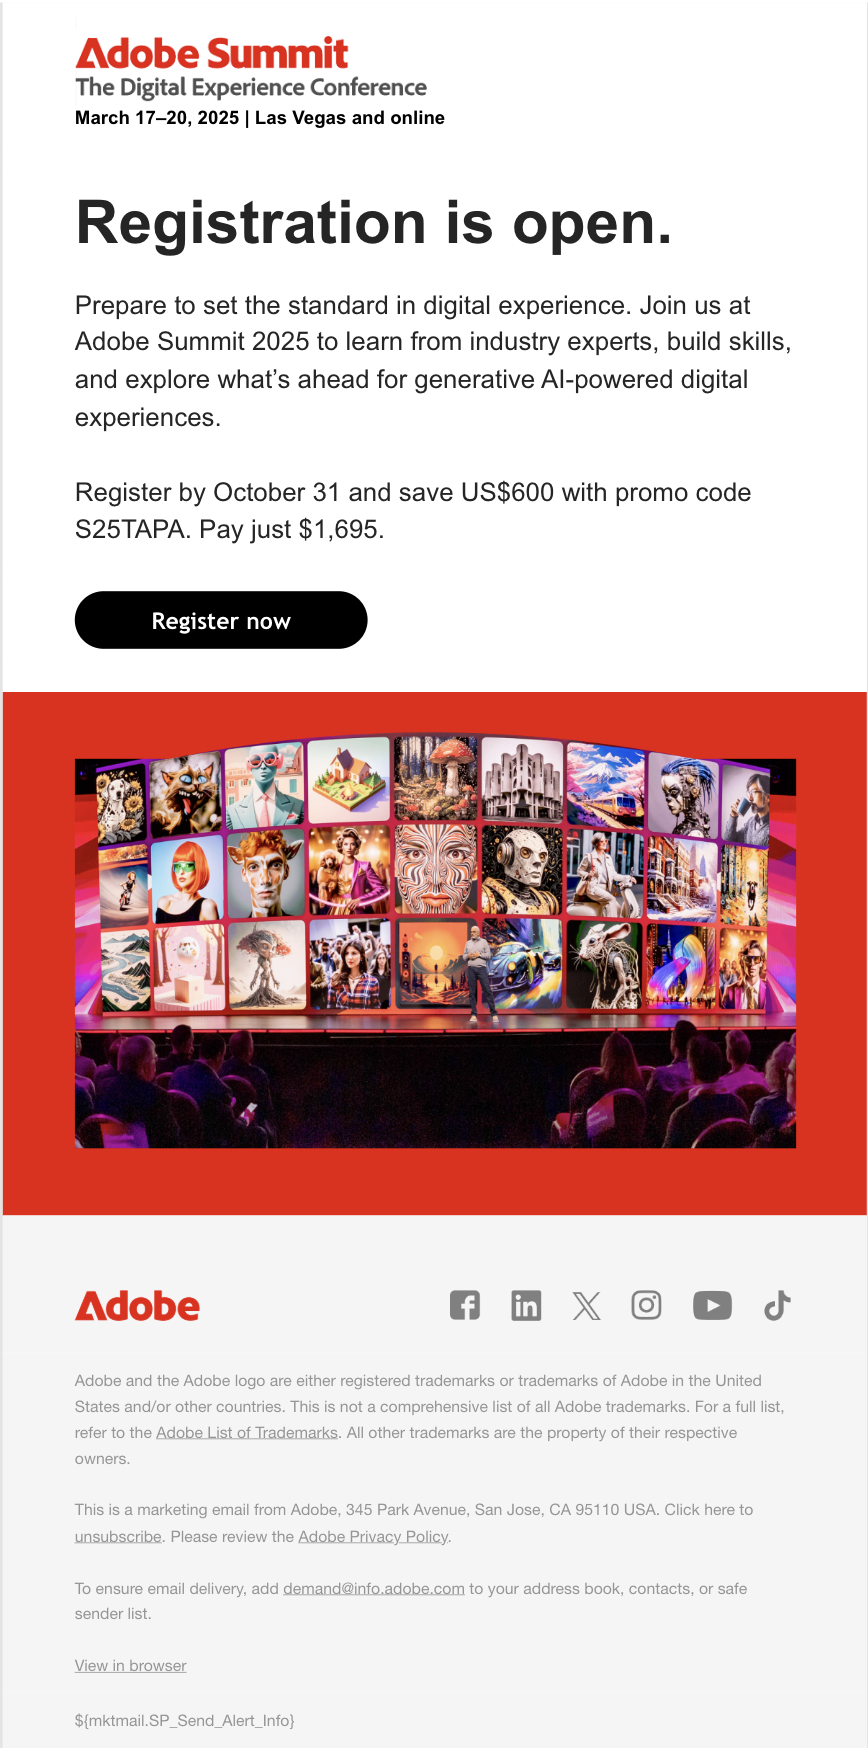 Adobe Summit
The Digital Experience Conference
March 17–20, 2025 | Las Vegas and online
Registration is open.
Prepare to set the standard in digital experience. Join us at
Adobe Summit 2025 to learn from industry experts, build skills,
and explore what’s ahead for generative AI-powered digital
experiences.
Register by October 31 and save US$600 with promo code
S25TAPA. Pay just $1,695.
Register now
Adobe
Adobe and the Adobe logo are either registered trademarks or trademarks of Adobe in the United
States and/or other countries. This is not a comprehensive list of all Adobe trademarks. For a full list,
refer to the Adobe List of Trademarks. All other trademarks are the property of their respective
owners.
This is a marketing email from Adobe, 345 Park Avenue, San Jose, CA 95110 USA. Click here to
unsubscribe. Please review the Adobe Privacy Policy.
To ensure email delivery, add demand@info.adobe.com to your address book, contacts, or safe
sender list.
View in browser
${mktmail.SP_Send_Alert_Info}